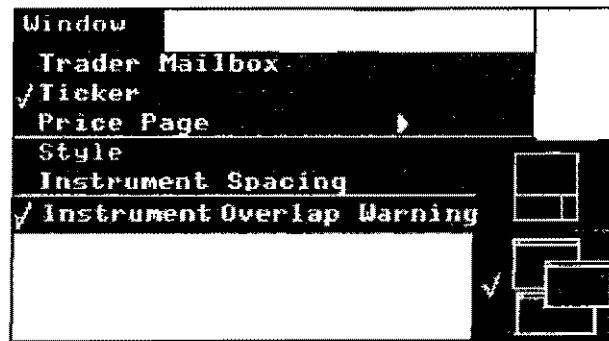 Window
Trader Mailbox
✓Ticker
Price Page ▶
Style
Instrument Spacing
✓ Instrument Overlap Warning